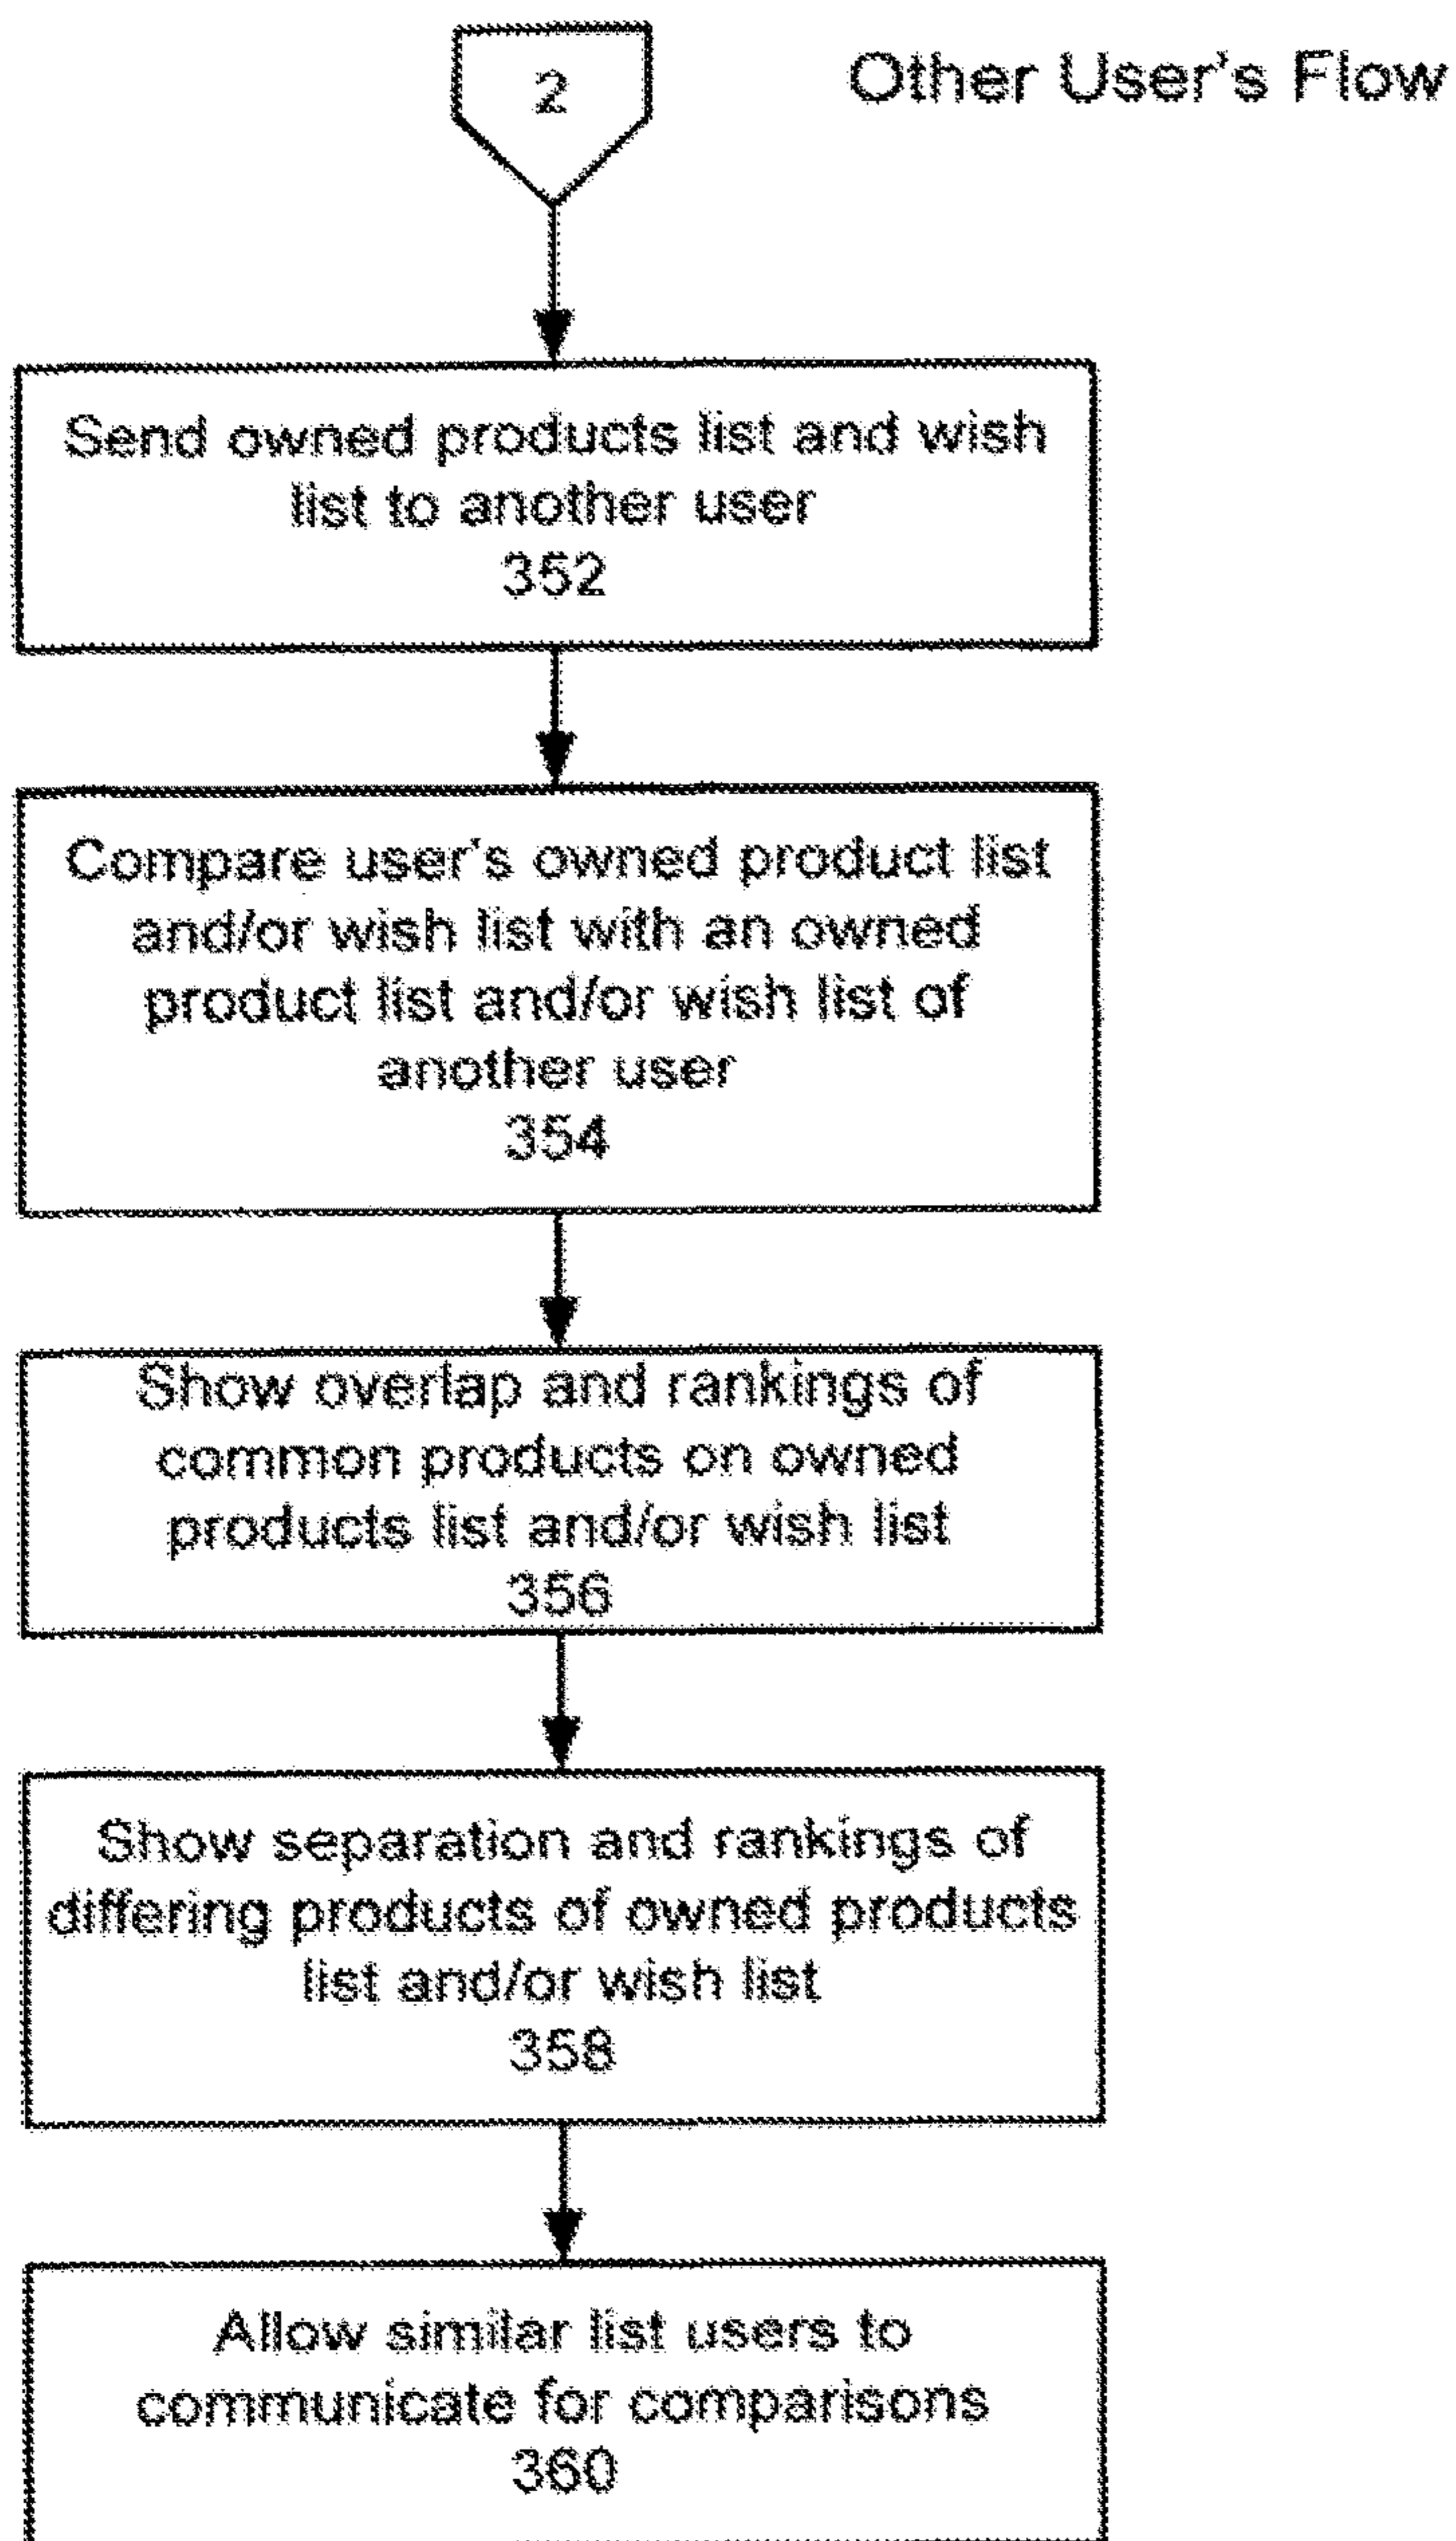 2
Other User's Flow
Send owned products list and wish
list to another user
352
Compare user's owned product list
and/or wish list with an owned
product list and/or wish list of
another user
354
Show overlap and rankings of
common products on owned
products list and/or wish list
356
Show separation and rankings of
differing products of owned products
list and/or wish list
358
Allow similar list users to
communicate for comparisons
360